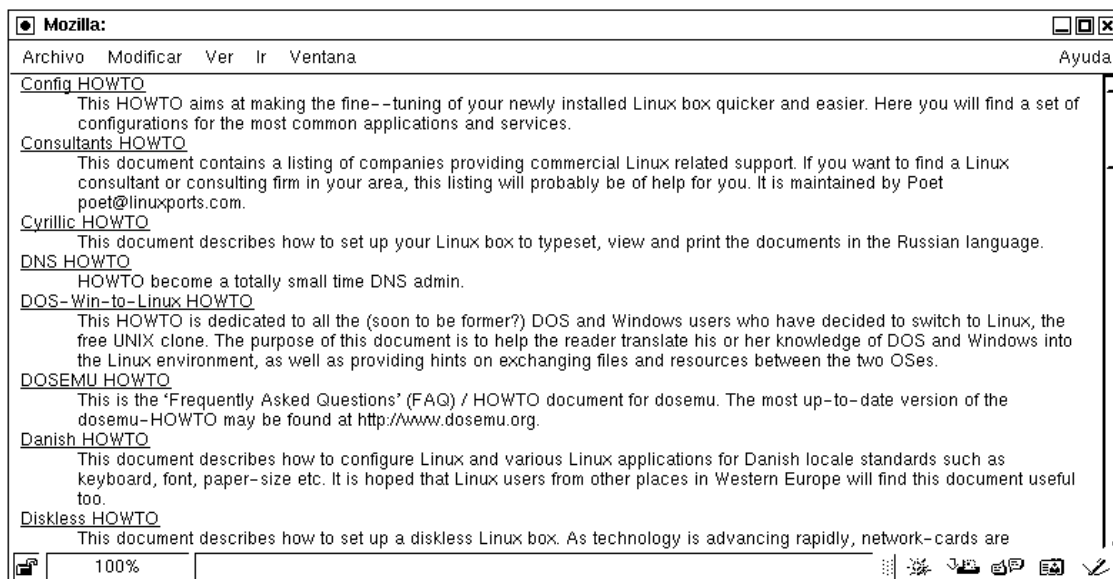 Mozilla:
Archivo Modificar Ver Ir Ventana Ayuda
Config HOWTO
This HOWTO aims at making the fine--tuning of your newly installed Linux box quicker and easier. Here you will find a set of
configurations for the most common applications and services.
Consultants HOWTO
This document contains a listing of companies providing commercial Linux related support. If you want to find a Linux
consultant or consulting firm in your area, this listing will probably be of help for you. It is maintained by Poet
poet@linuxports.com.
Cyrillic HOWTO
This document describes how to set up your Linux box to typeset, view and print the documents in the Russian language.
DNS HOWTO
HOWTO become a totally small time DNS admin.
DOS-Win-to-Linux HOWTO
This HOWTO is dedicated to all the (soon to be former?) DOS and Windows users who have decided to switch to Linux, the
free UNIX clone. The purpose of this document is to help the reader translate his or her knowledge of DOS and Windows into
the Linux environment, as well as providing hints on exchanging files and resources between the two OSes.
DOSEMU HOWTO
This is the ‘Frequently Asked Questions’ (FAQ) / HOWTO document for dosemu. The most up-to-date version of the
dosemu-HOWTO may be found at http://www.dosemu.org.
Danish HOWTO
This document describes how to configure Linux and various Linux applications for Danish locale standards such as
keyboard, font, paper-size etc. It is hoped that Linux users from other places in Western Europe will find this document useful
too.
Diskless HOWTO
This document describes how to set up a diskless Linux box. As technology is advancing rapidly, network-cards are
100%